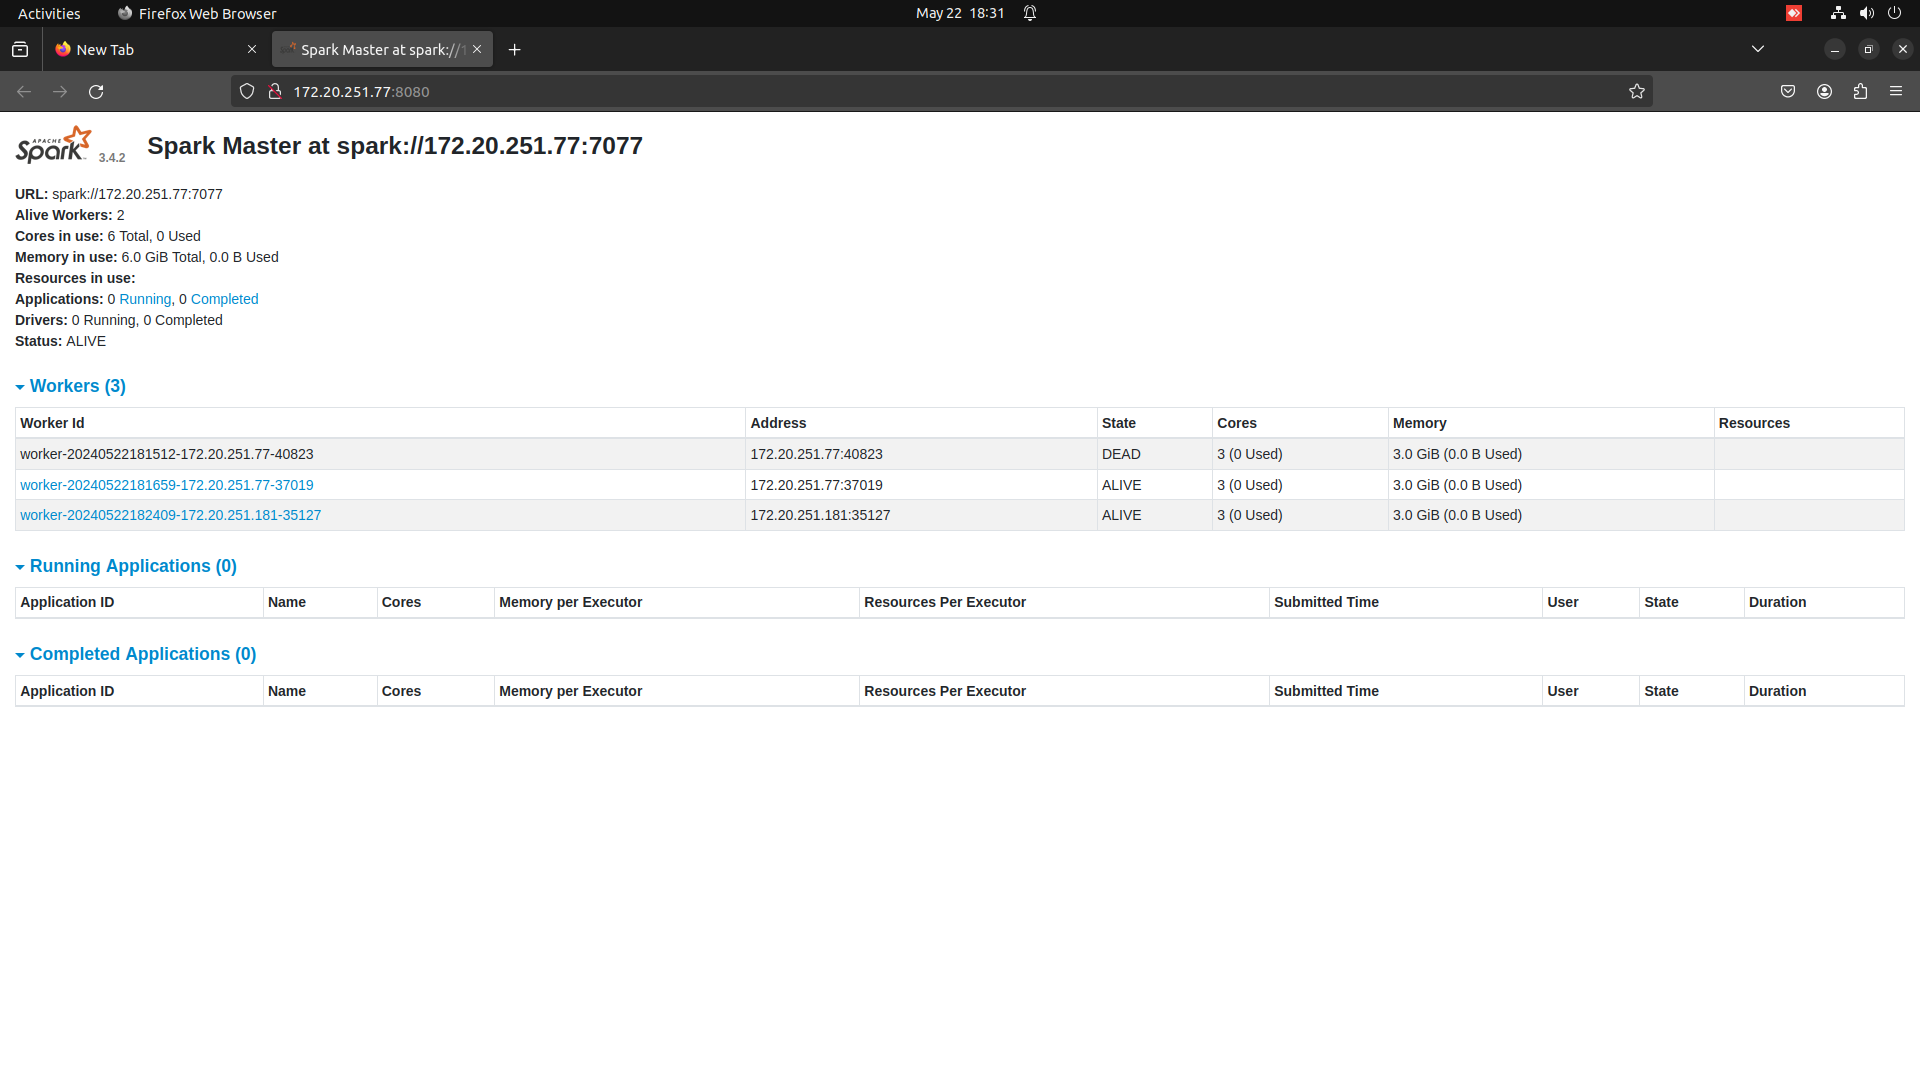 Activities Firefox Web Browser May 22 18:31
New Tab Spark Master at spark://1
172.20.251.77:8080
APACHE Spark 3.4.2 Spark Master at spark://172.20.251.77:7077
URL: spark://172.20.251.77:7077
Alive Workers: 2
Cores in use: 6 Total, 0 Used
Memory in use: 6.0 GiB Total, 0.0 B Used
Resources in use:
Applications: 0 Running, 0 Completed
Drivers: 0 Running, 0 Completed
Status: ALIVE
Workers (3)
Worker Id Address State Cores Memory Resources
worker-20240522181512-172.20.251.77-40823 172.20.251.77:40823 DEAD 3 (0 Used) 3.0 GiB (0.0 B Used)
worker-20240522181659-172.20.251.77-37019 172.20.251.77:37019 ALIVE 3 (0 Used) 3.0 GiB (0.0 B Used)
worker-20240522182409-172.20.251.181-35127 172.20.251.181:35127 ALIVE 3 (0 Used) 3.0 GiB (0.0 B Used)
Running Applications (0)
Application ID Name Cores Memory per Executor Resources Per Executor Submitted Time User State Duration
Completed Applications (0)
Application ID Name Cores Memory per Executor Resources Per Executor Submitted Time User State Duration